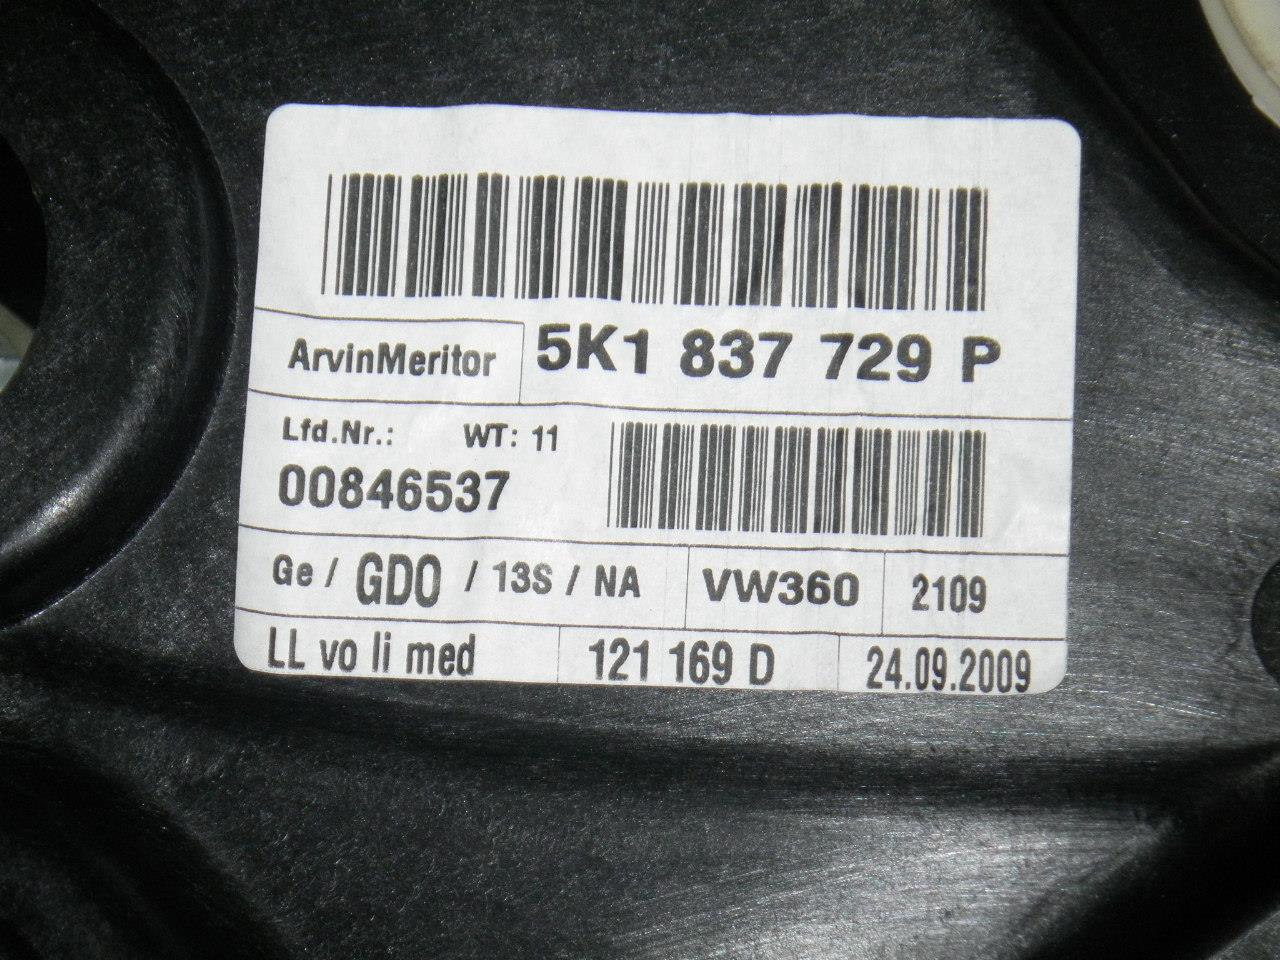 ArvinMeritor 5K1 837 729 P
Lfd.Nr.: WT: 11
00846537
Ge / GDO / 13S / NA VW360 2109
LL vo li med 121 169 D 24.09.2009